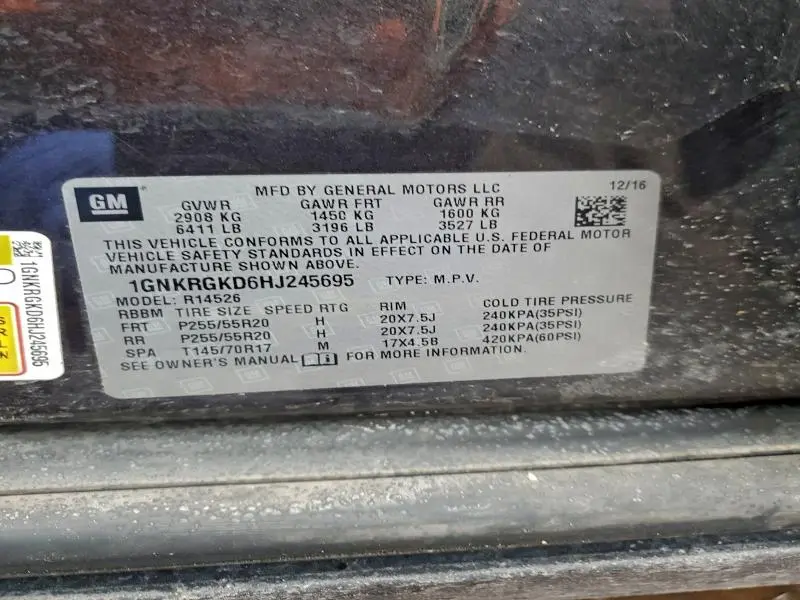 GM
MFD BY GENERAL MOTORS LLC
12/16
GVWR GAWR FRT GAWR RR
2908 KG 1450 KG 1600 KG
6411 LB 3196 LB 3527 LB
THIS VEHICLE CONFORMS TO ALL APPLICABLE U.S. FEDERAL MOTOR
VEHICLE SAFETY STANDARDS IN EFFECT ON THE DATE OF
MANUFACTURE SHOWN ABOVE.
1GNKRGKD6HJ245695 TYPE: M.P.V.
MODEL: R14526
RBBM TIRE SIZE SPEED RTG RIM COLD TIRE PRESSURE
FRT P255/55R20 H 20X7.5J 240KPA(35PSI)
RR P255/55R20 H 20X7.5J 240KPA(35PSI)
SPA T145/70R17 M 17X4.5B 420KPA(60PSI)
SEE OWNER'S MANUAL FOR MORE INFORMATION.
1GNKRGKD6HJ245695